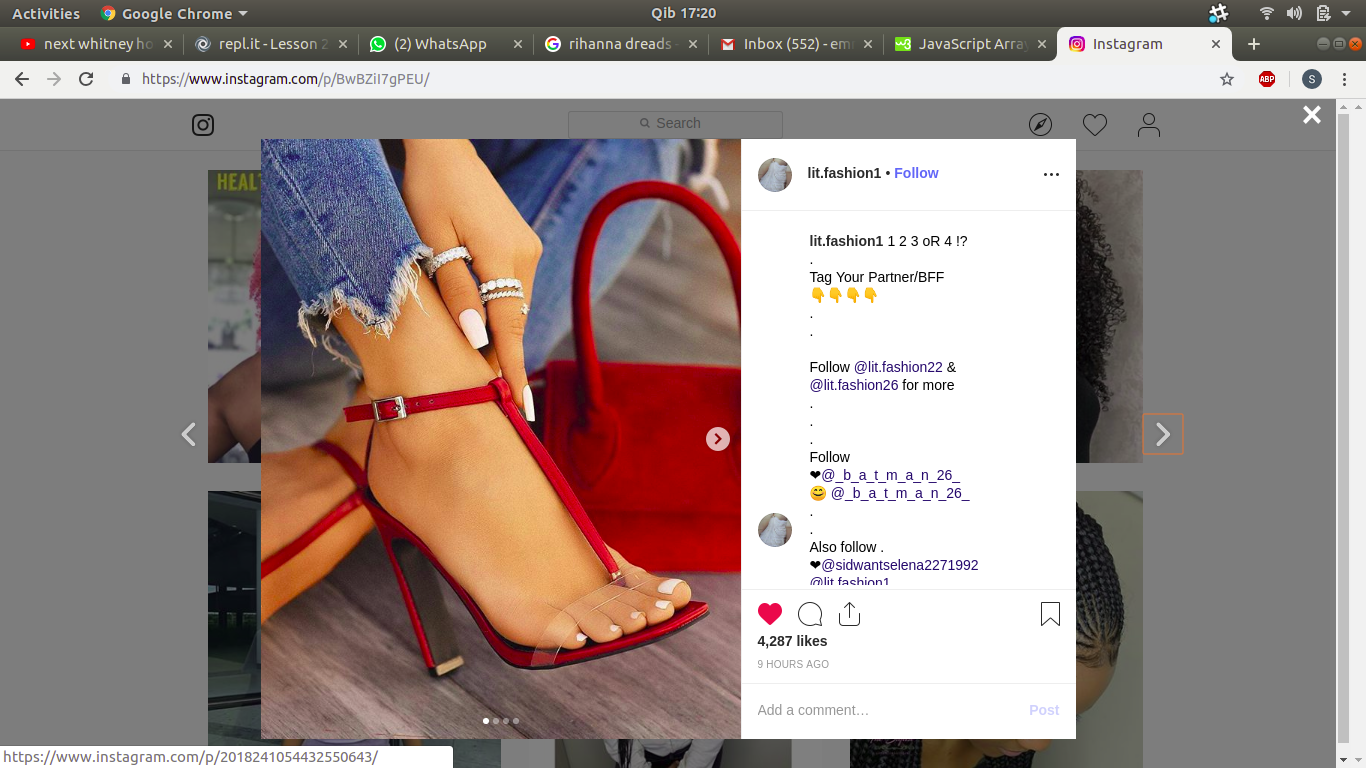 Activities
Google Chrome
Qib 17:20
next whitney ho
repl.it - Lesson 2
(2) WhatsApp
rihanna dreads -
Inbox (552) - em
JavaScript Array
Instagram
https://www.instagram.com/p/BwBZiI7gPEU/
ABP
S
Search
HEAL
lit.fashion1 • Follow
lit.fashion1 1 2 3 oR 4 !?
.
Tag Your Partner/BFF
👇👇👇👇
.
.
Follow @lit.fashion22 &
@lit.fashion26 for more
.
.
.
Follow
❤@_b_a_t_m_a_n_26_
😊 @_b_a_t_m_a_n_26_
.
.
Also follow .
❤@sidwantselena2271992
@lit.fashion1
4,287 likes
9 HOURS AGO
Add a comment…
Post
https://www.instagram.com/p/2018241054432550643/